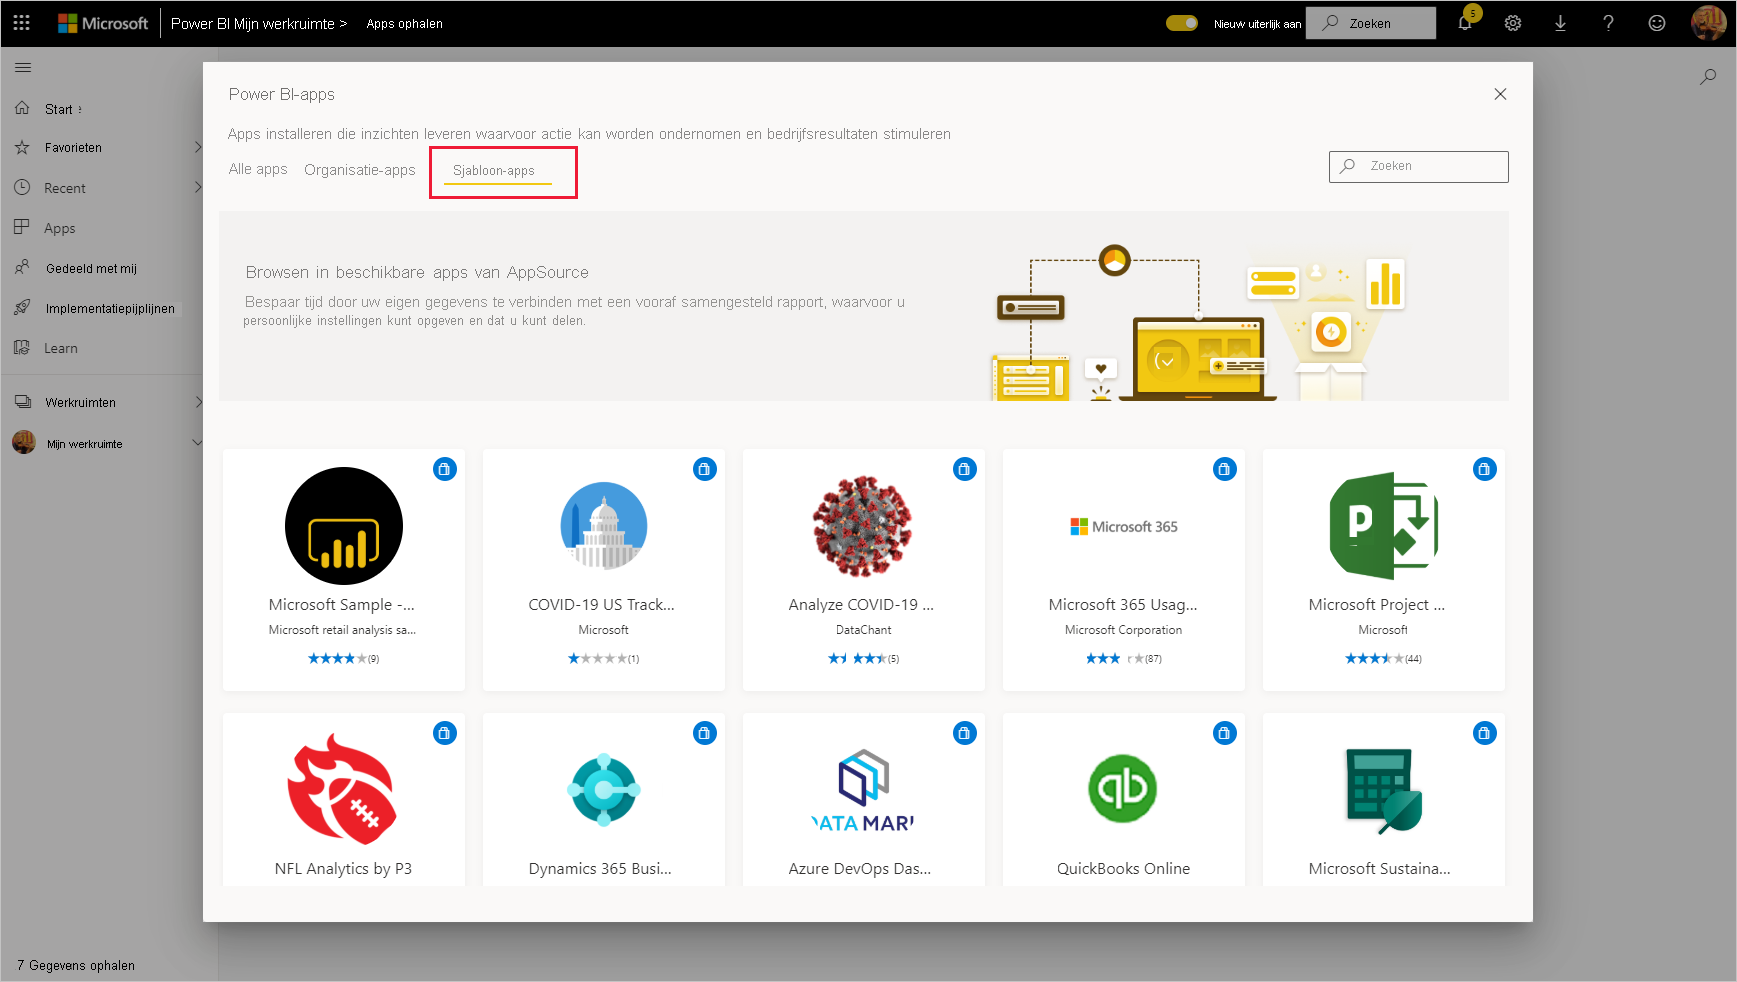 Microsoft
Power BI Mijn werkruimte >
Apps ophalen
Nieuw uiterlijk aan
Zoeken
5
Start
Favorieten
Recent
Apps
Gedeeld met mij
Implementatiepijplijnen
Learn
Werkruimten
Mijn werkruimte
7 Gegevens ophalen
Power BI-apps
Apps installeren die inzichten leveren waarvoor actie kan worden ondernomen en bedrijfsresultaten stimuleren
Alle apps
Organisatie-apps
Sjabloon-apps
Zoeken
Browsen in beschikbare apps van AppSource
Bespaar tijd door uw eigen gegevens te verbinden met een vooraf samengesteld rapport, waarvoor u
persoonlijke instellingen kunt opgeven en dat u kunt delen.
Microsoft Sample -...
Microsoft retail analysis sa...
(9)
COVID-19 US Track...
Microsoft
(1)
Analyze COVID-19 ...
DataChant
(5)
Microsoft 365
Microsoft 365 Usag...
Microsoft Corporation
(87)
P
Microsoft Project ...
Microsoft
(44)
NFL Analytics by P3
Dynamics 365 Busi...
DATA MAR
Azure DevOps Das...
qb
QuickBooks Online
Microsoft Sustaina...